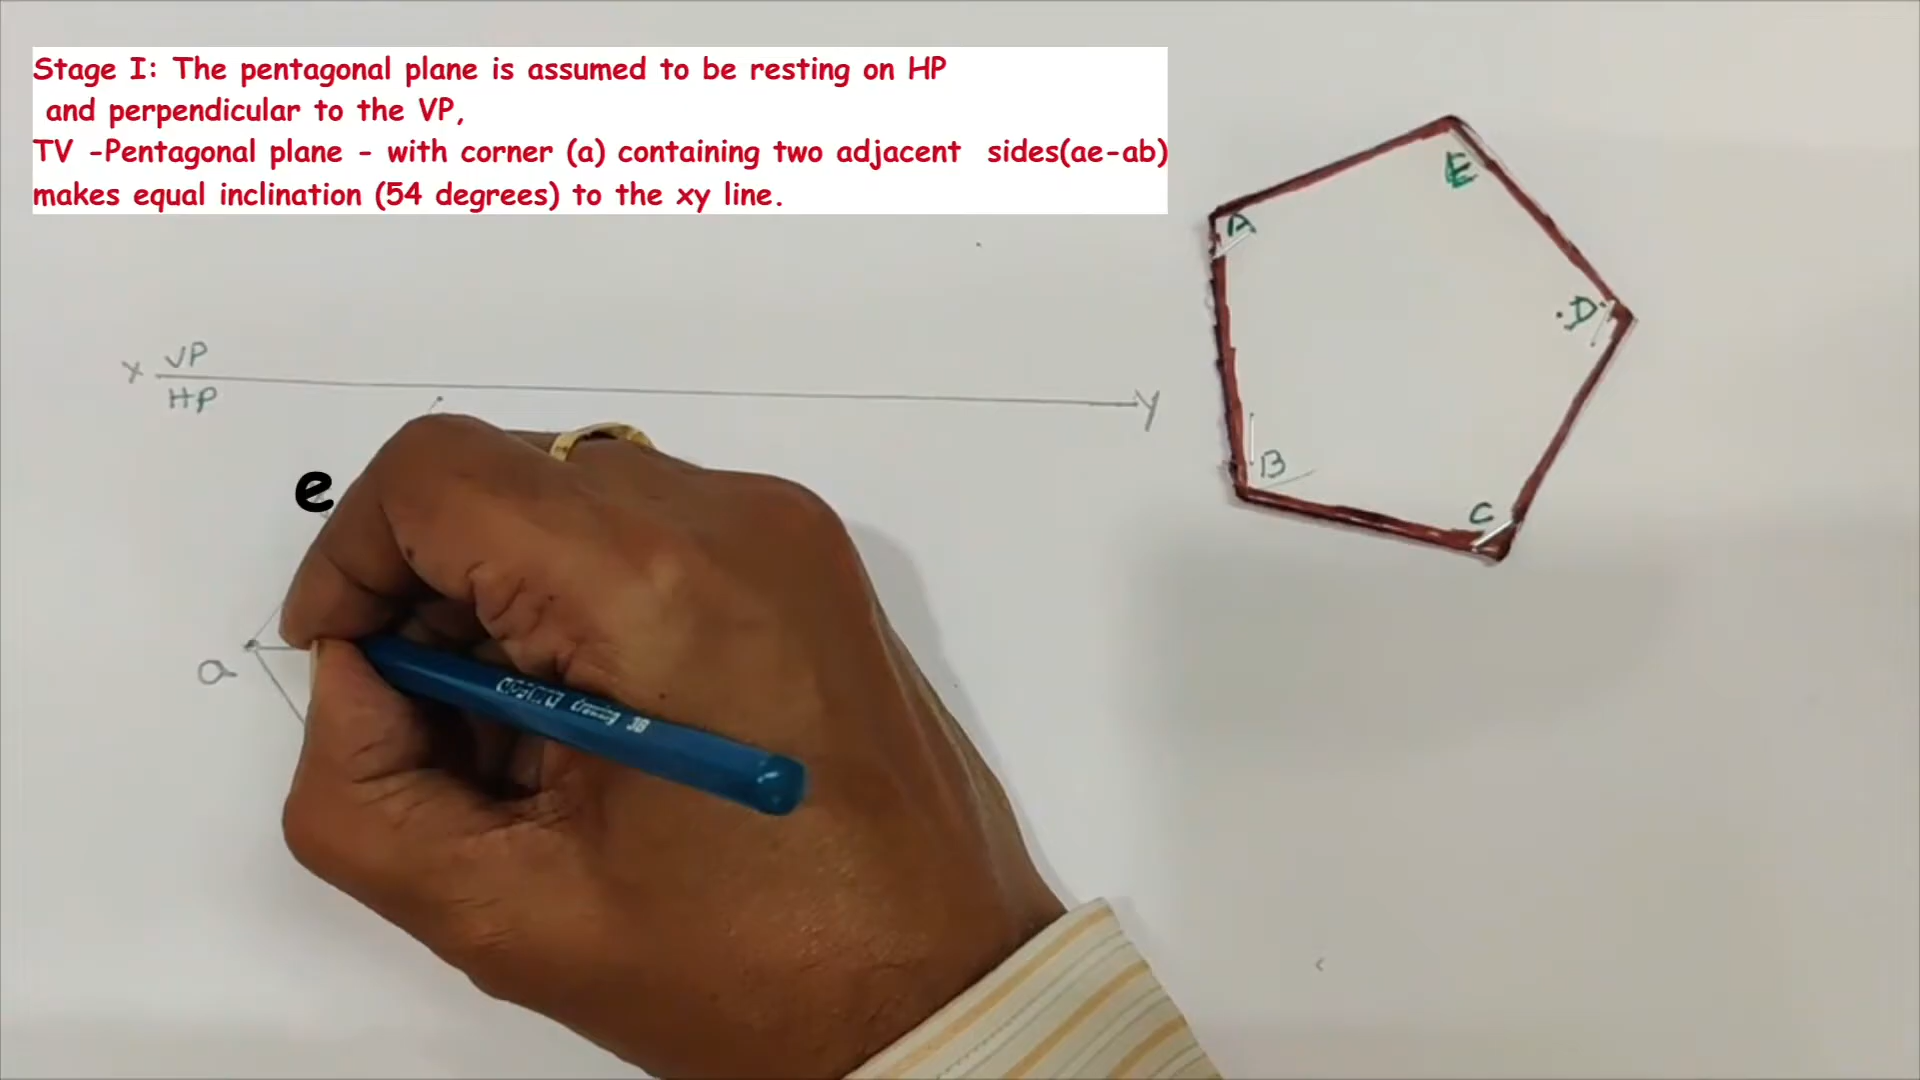 Stage I: The pentagonal plane is assumed to be resting on HP
and perpendicular to the VP,
TV -Pentagonal plane - with corner (a) containing two adjacent sides(ae-ab)
makes equal inclination (54 degrees) to the xy line.
E
A
D
x VP
HP
y
B
e
C
a
3B